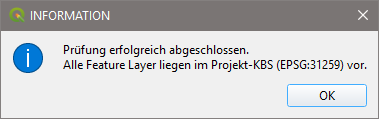 INFORMATION
Prüfung erfolgreich abgeschlossen.
Alle Feature Layer liegen im Projekt-KBS (EPSG:31259) vor.
OK